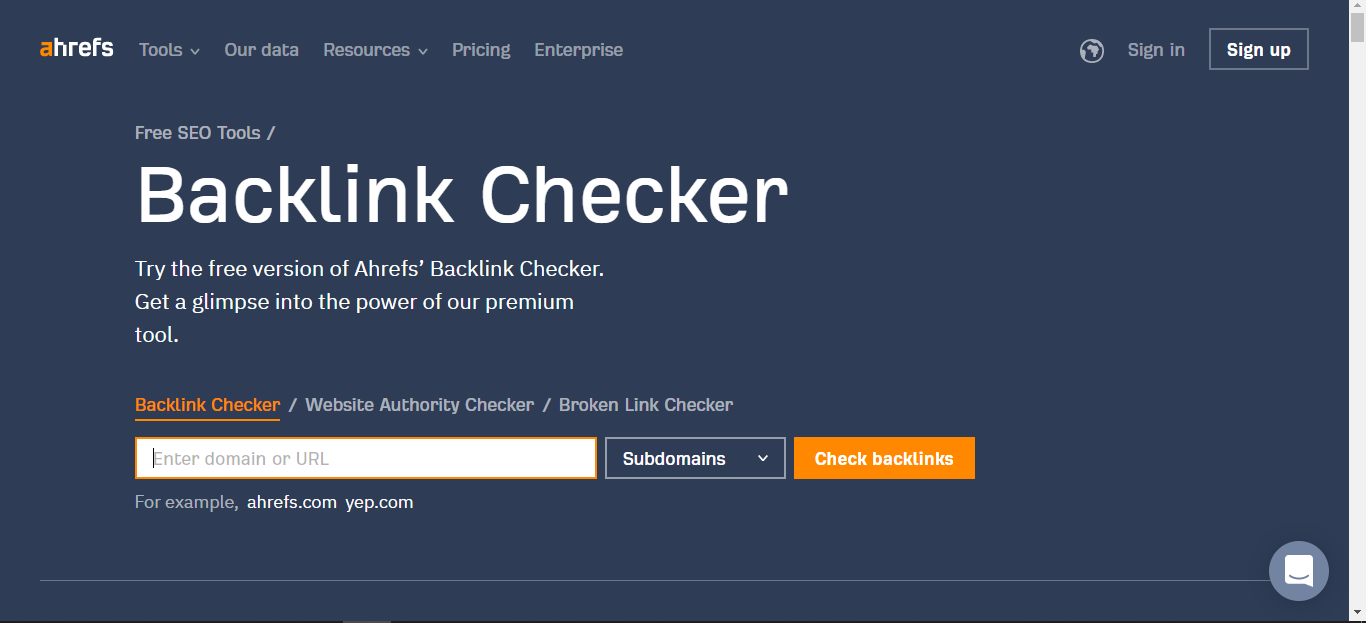 ahrefs Tools Our data Resources Pricing Enterprise Sign in Sign up
Free SEO Tools /
Backlink Checker
Try the free version of Ahrefs’ Backlink Checker.
Get a glimpse into the power of our premium
tool.
Backlink Checker / Website Authority Checker / Broken Link Checker
Enter domain or URL Subdomains Check backlinks
For example, ahrefs.com yep.com